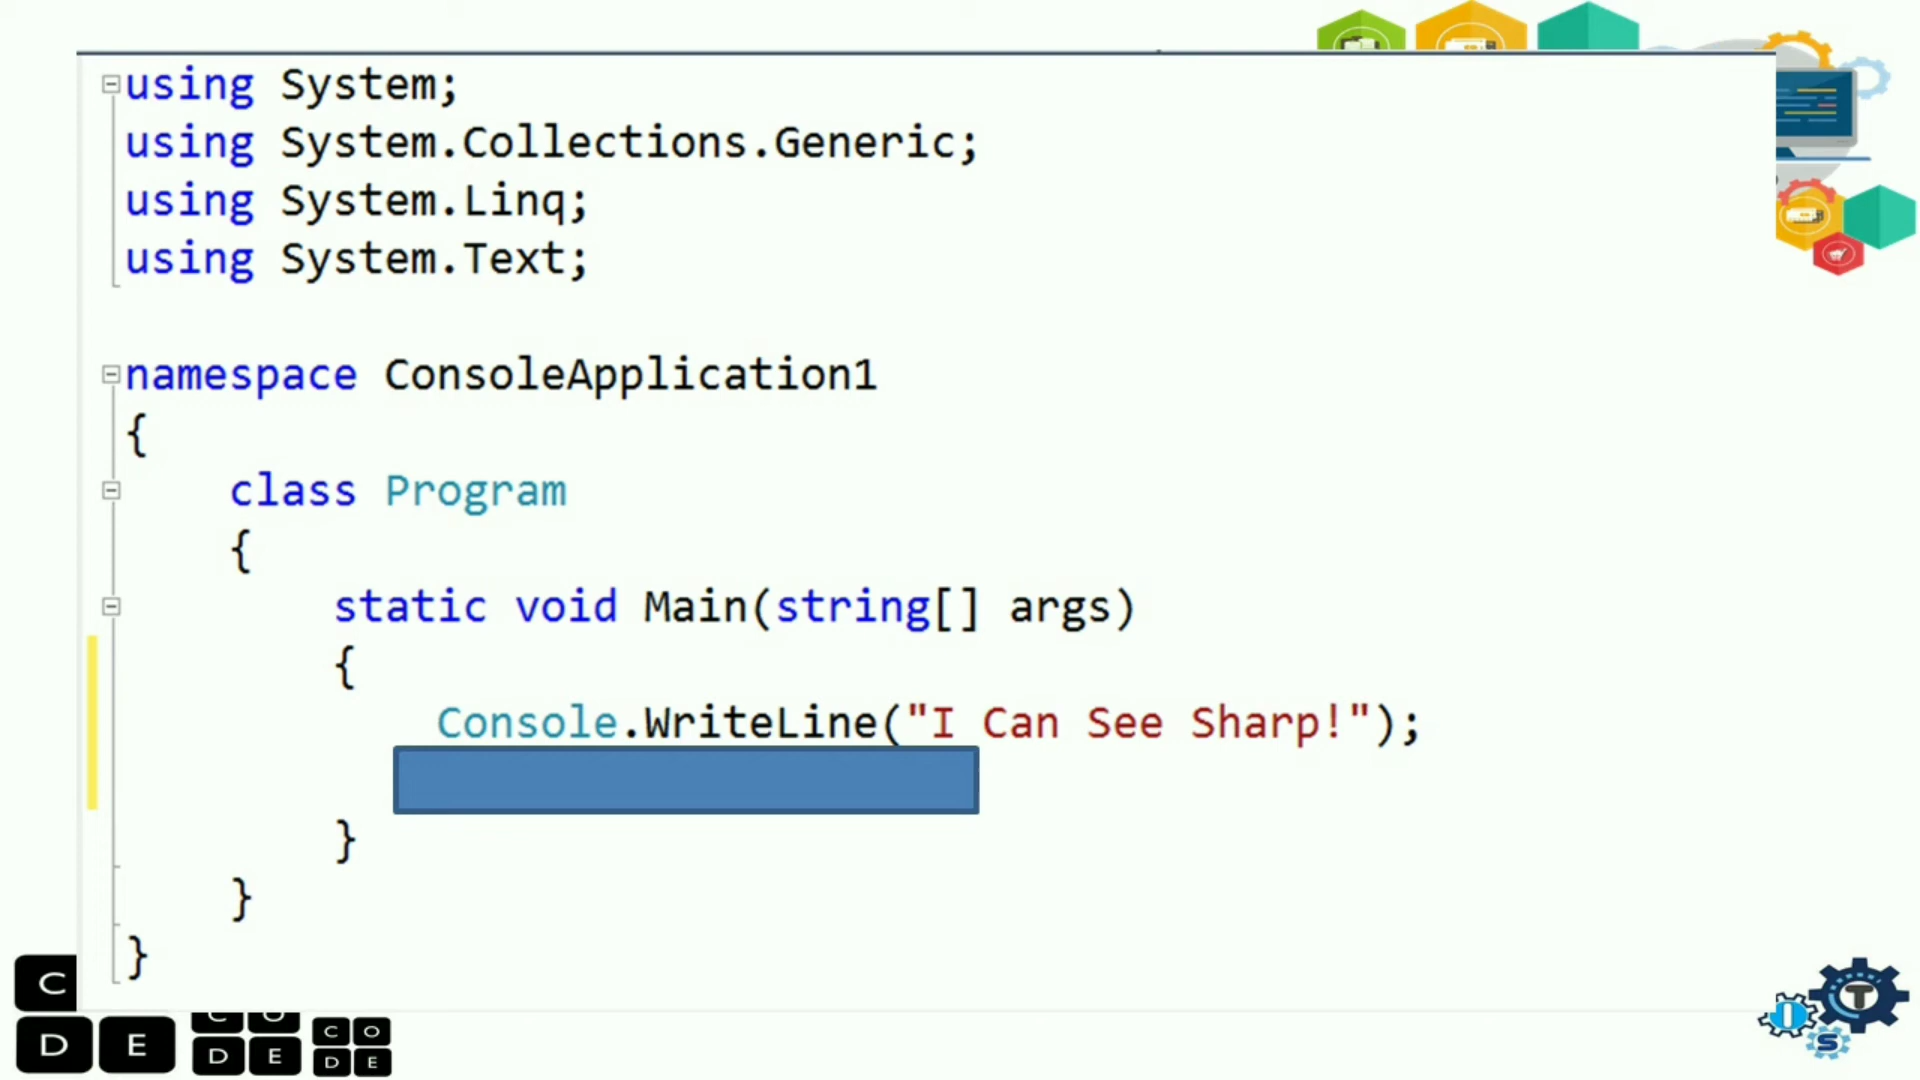 using System;
using System.Collections.Generic;
using System.Linq;
using System.Text;
namespace ConsoleApplication1
{
class Program
{
static void Main(string[] args)
{
Console.WriteLine("I Can See Sharp!");
}
}
}
C
D E
C O
D E
C O
D E
T
I
S